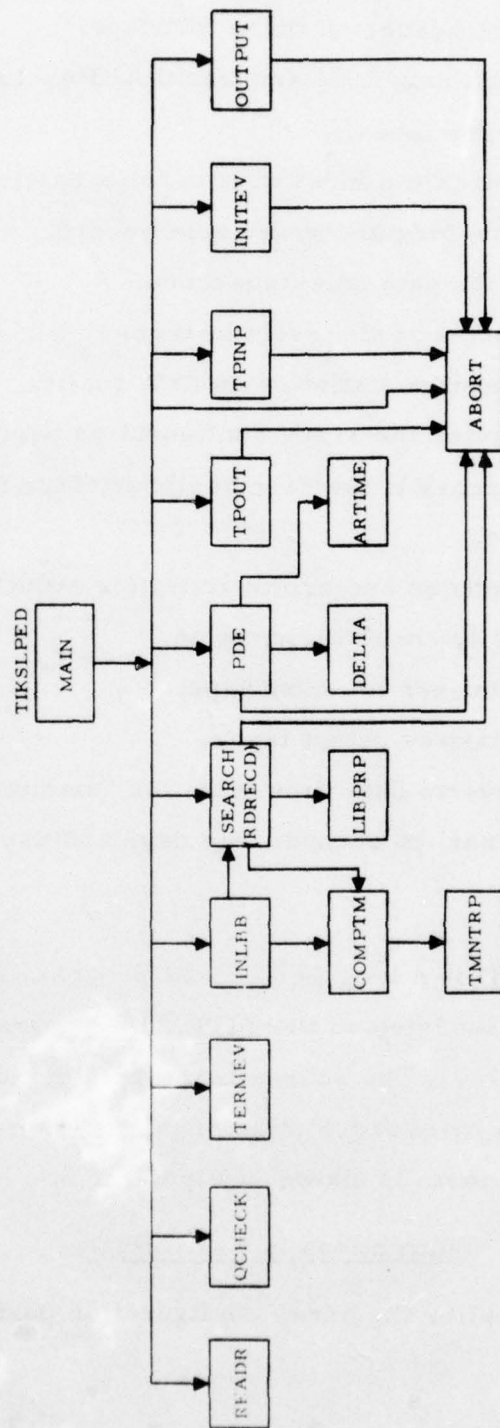 TIKSLPED
MAIN
READR
QCHECK
TERMEV
INLBB
SEARCH
(RDRECD)
PDE
TPOUT
TPINP
INITEV
OUTPUT
COMPTM
LIBPRP
DELTA
ARTIME
ABORT
TMNTRP